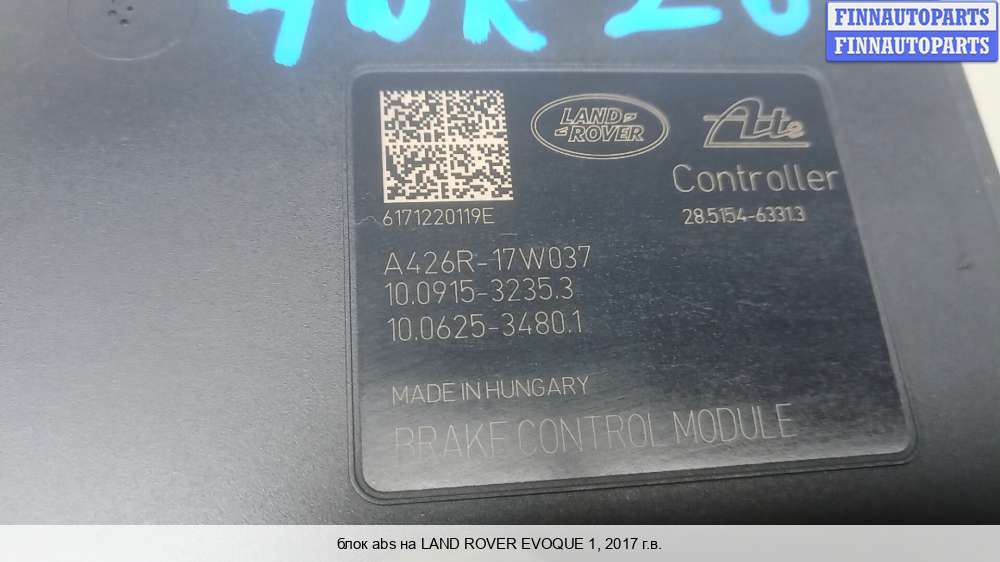 FINNAUTOPARTS
FINNAUTOPARTS
LAND
ROVER
Ate
Controller
6171220119E
28.5154-6331.3
A426R-17W037
10.0915-3235.3
10.0625-3480.1
MADE IN HUNGARY
BRAKE CONTROL MODULE
блок abs на LAND ROVER EVOQUE 1, 2017 г.в.